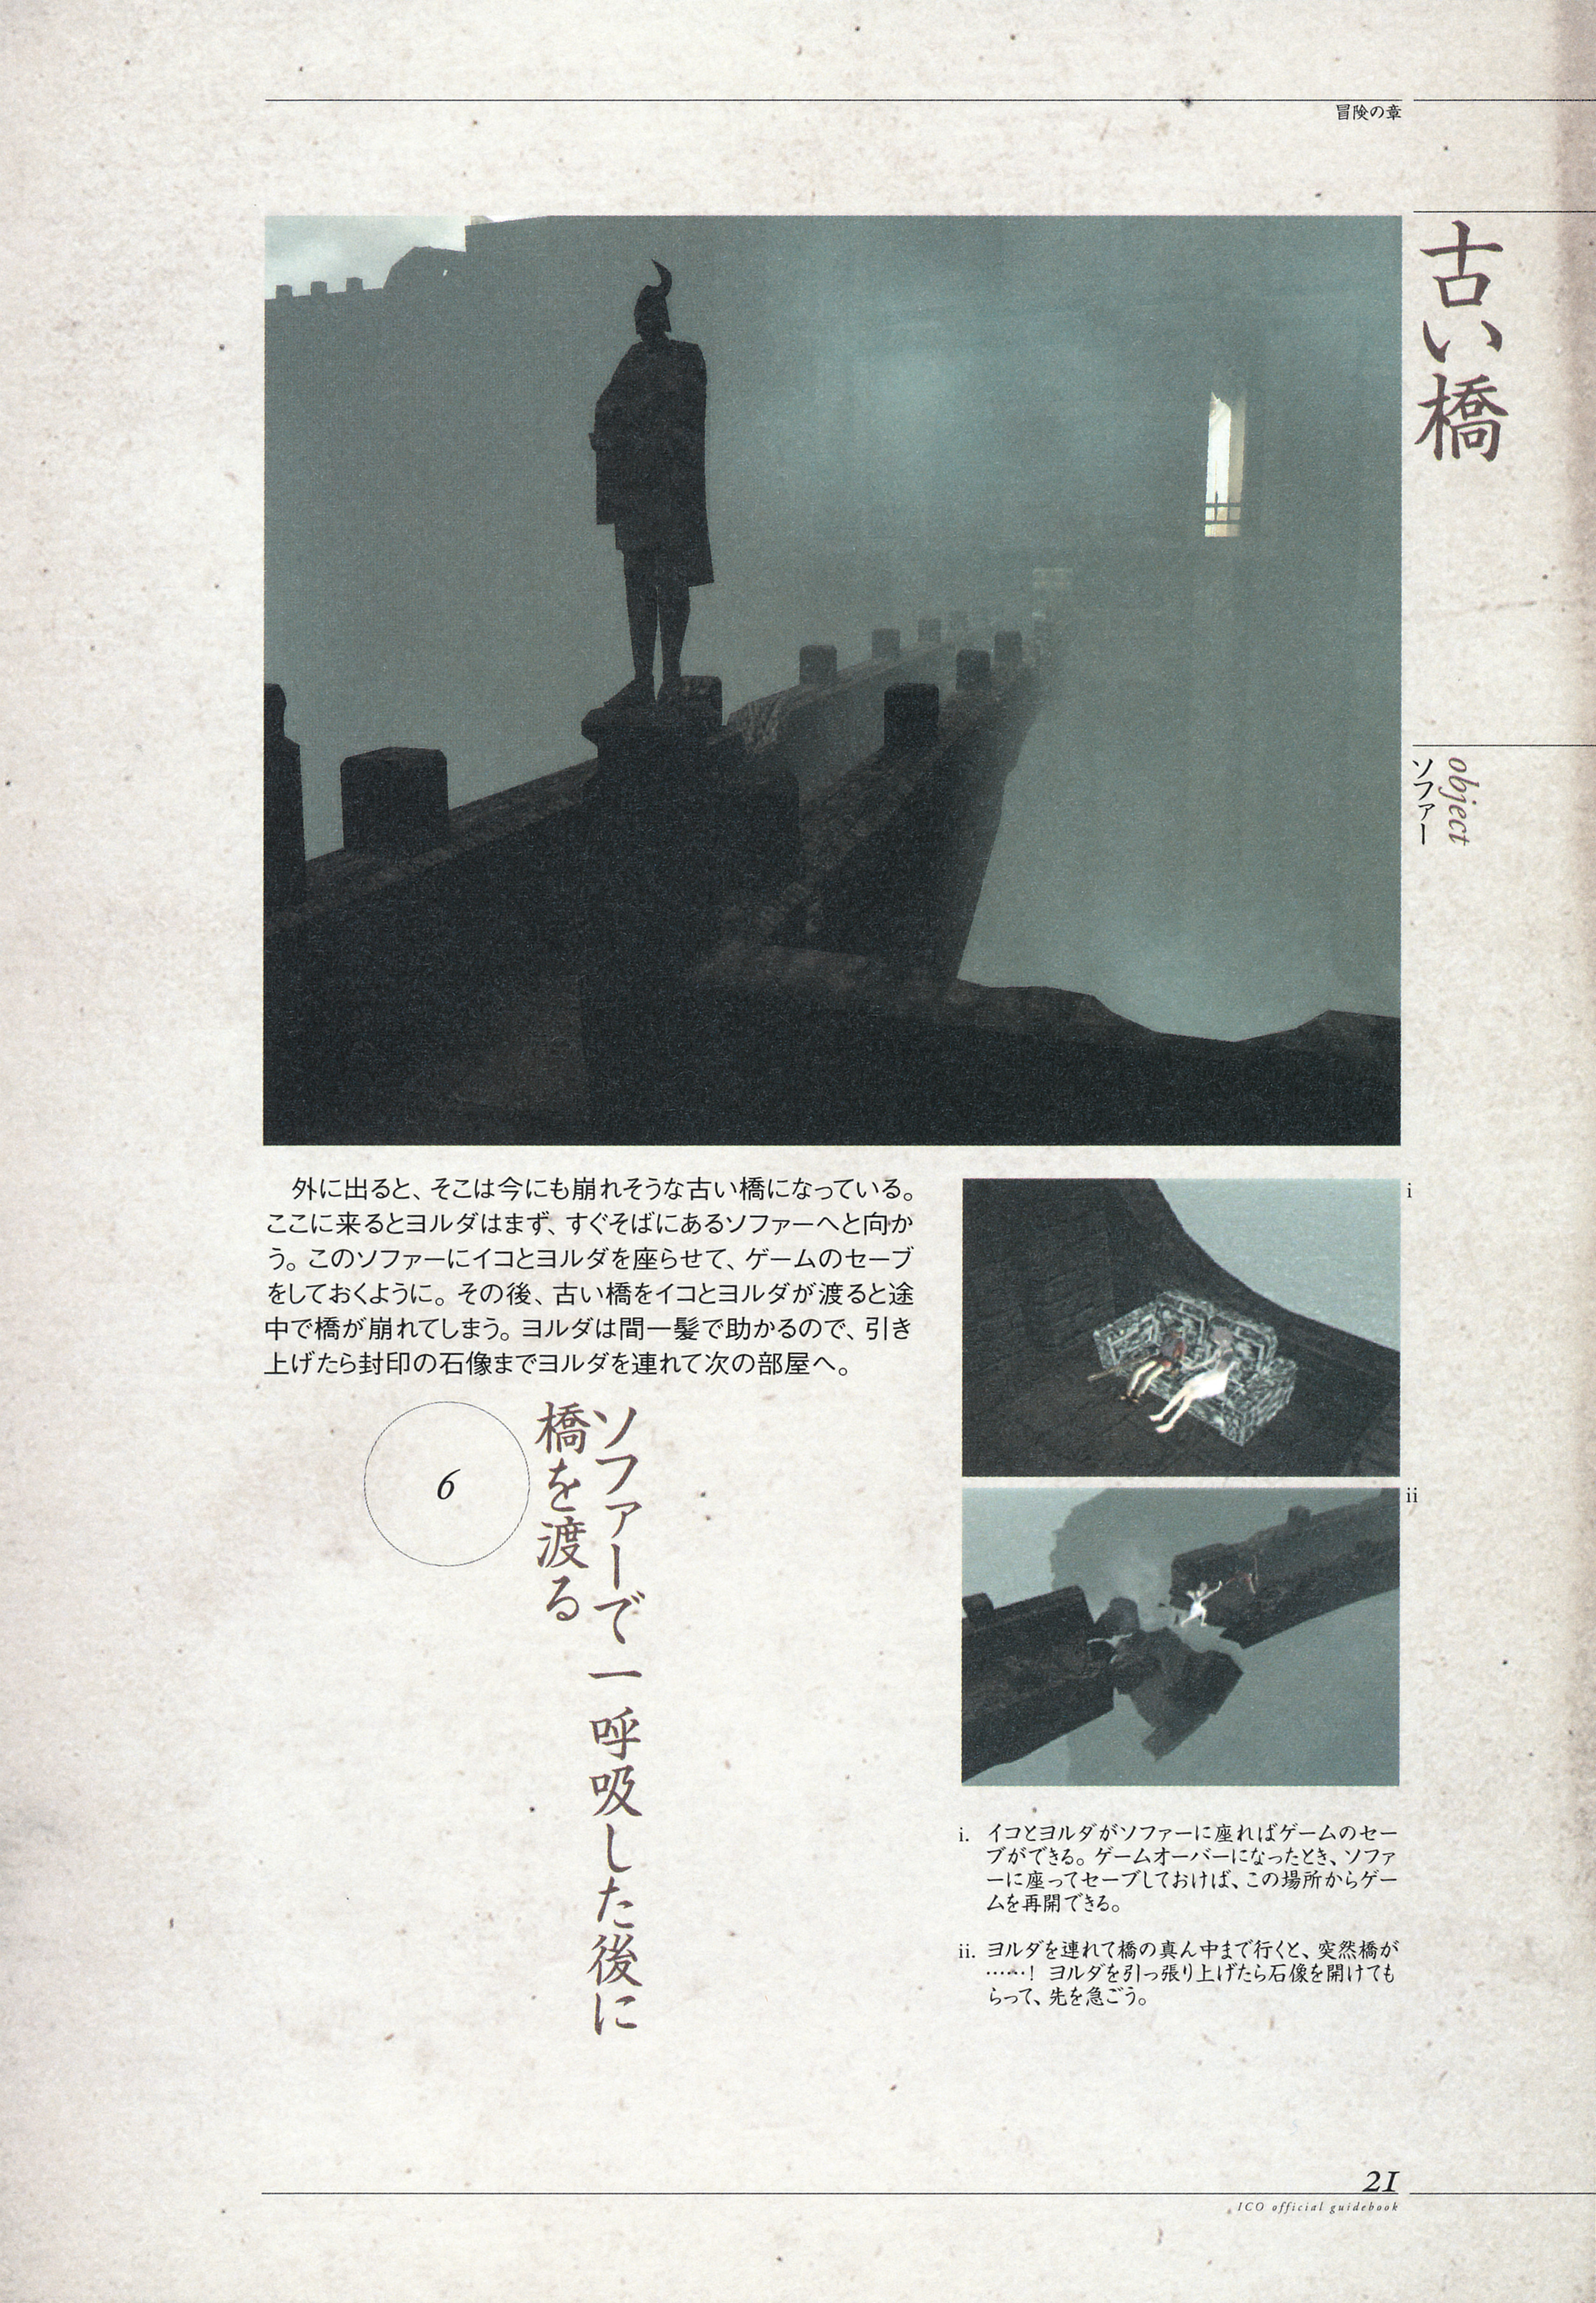 冒険の章
古い橋
object
ソファー
　外に出ると、そこは今にも崩れそうな古い橋になっている。
ここに来るとヨルダはまず、すぐそばにあるソファーへと向か
う。このソファーにイコとヨルダを座らせて、ゲームのセーブ
をしておくように。その後、古い橋をイコとヨルダが渡ると途
中で橋が崩れてしまう。ヨルダは間一髪で助かるので、引き
上げたら封印の石像までヨルダを連れて次の部屋へ。
ソファーで一呼吸した後に
橋を渡る
6
i
ii
i. イコとヨルダがソファーに座ればゲームのセー
ブができる。ゲームオーバーになったとき、ソファ
ーに座ってセーブしておけば、この場所からゲー
ムを再開できる。
ii. ヨルダを連れて橋の真ん中まで行くと、突然橋が
……! ヨルダを引っ張り上げたら石像を開けても
らって、先を急ごう。
21
ICO official guidebook